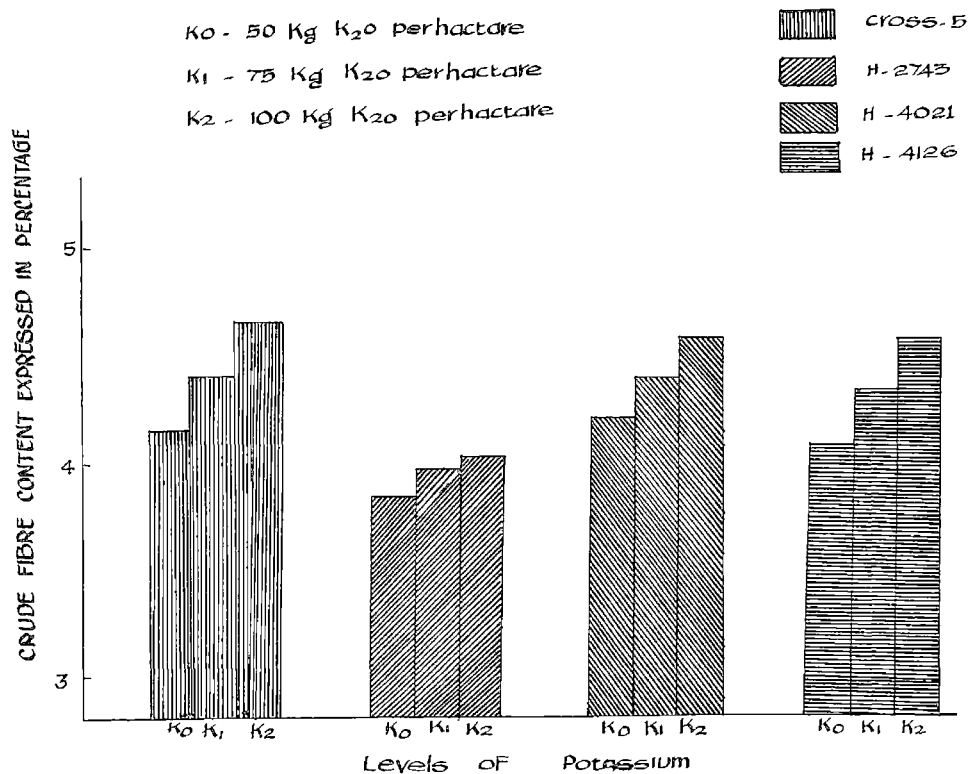 K0 - 50 Kg K20 perhactare
K1 - 75 Kg K20 perhactare
K2 - 100 Kg K20 perhactare
cross-5
H-2743
H-4021
H-4126
CRUDE FIBRE CONTENT EXPRESSED IN PERCENTAGE
5
4
3
K0 K1 K2
K0 K1 K2
K0 K1 K2
K0 K1 K2
Levels of Potassium